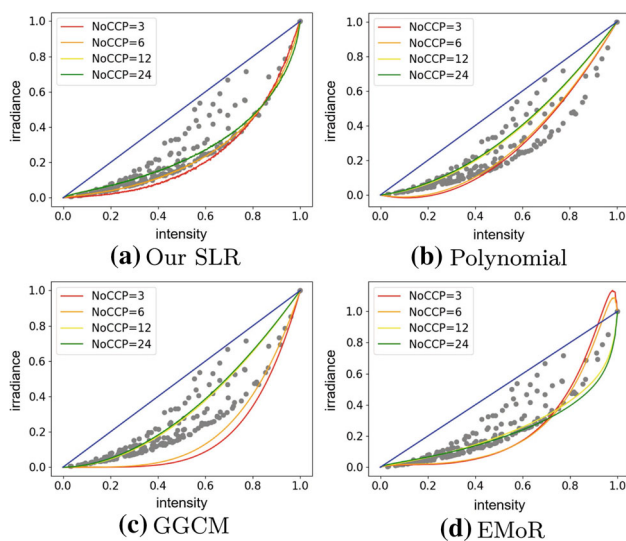 NoCCP=3
NoCCP=6
NoCCP=12
NoCCP=24
irradiance
1.0
0.8
0.6
0.4
0.2
0.0
0.0 0.2 0.4 0.6 0.8 1.0
intensity
(a) Our SLR
NoCCP=3
NoCCP=6
NoCCP=12
NoCCP=24
irradiance
1.0
0.8
0.6
0.4
0.2
0.0
0.0 0.2 0.4 0.6 0.8 1.0
intensity
(b) Polynomial
NoCCP=3
NoCCP=6
NoCCP=12
NoCCP=24
irradiance
1.0
0.8
0.6
0.4
0.2
0.0
0.0 0.2 0.4 0.6 0.8 1.0
intensity
(c) GGCM
NoCCP=3
NoCCP=6
NoCCP=12
NoCCP=24
irradiance
1.0
0.8
0.6
0.4
0.2
0.0
0.0 0.2 0.4 0.6 0.8 1.0
intensity
(d) EMoR